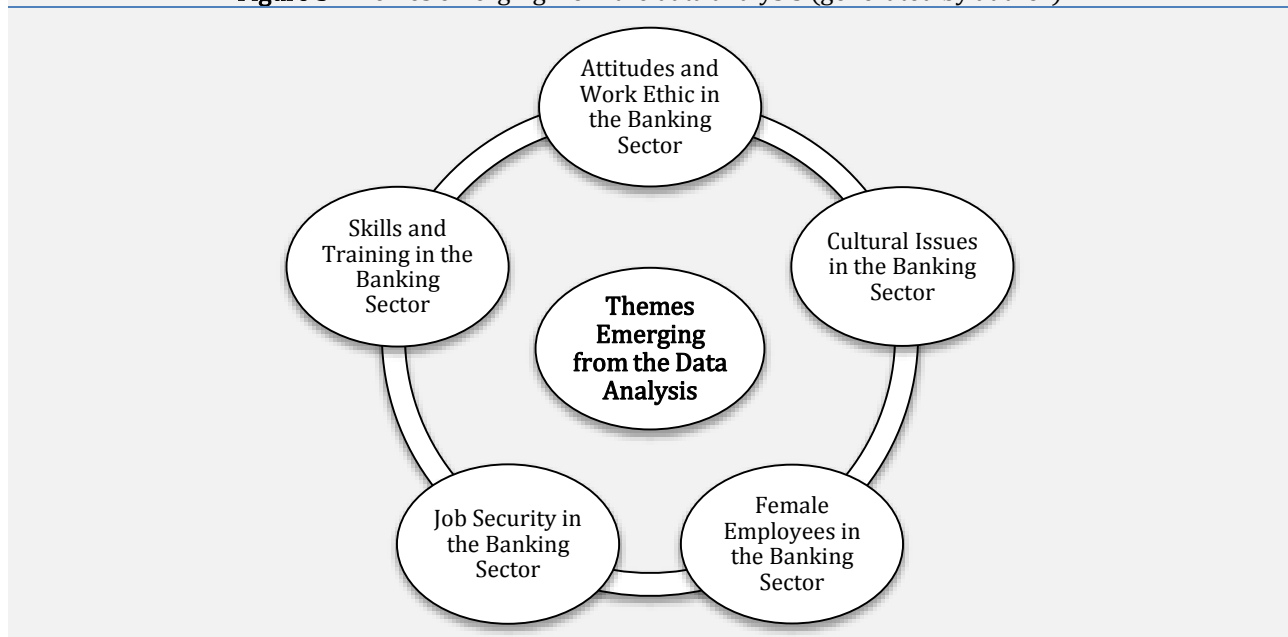 Attitudes and
Work Ethic in
the Banking
Sector
Cultural Issues
in the Banking
Sector
Female
Employees in
the Banking
Sector
Job Security in
the Banking
Sector
Skills and
Training in the
Banking
Sector
Themes
Emerging
from the Data
Analysis